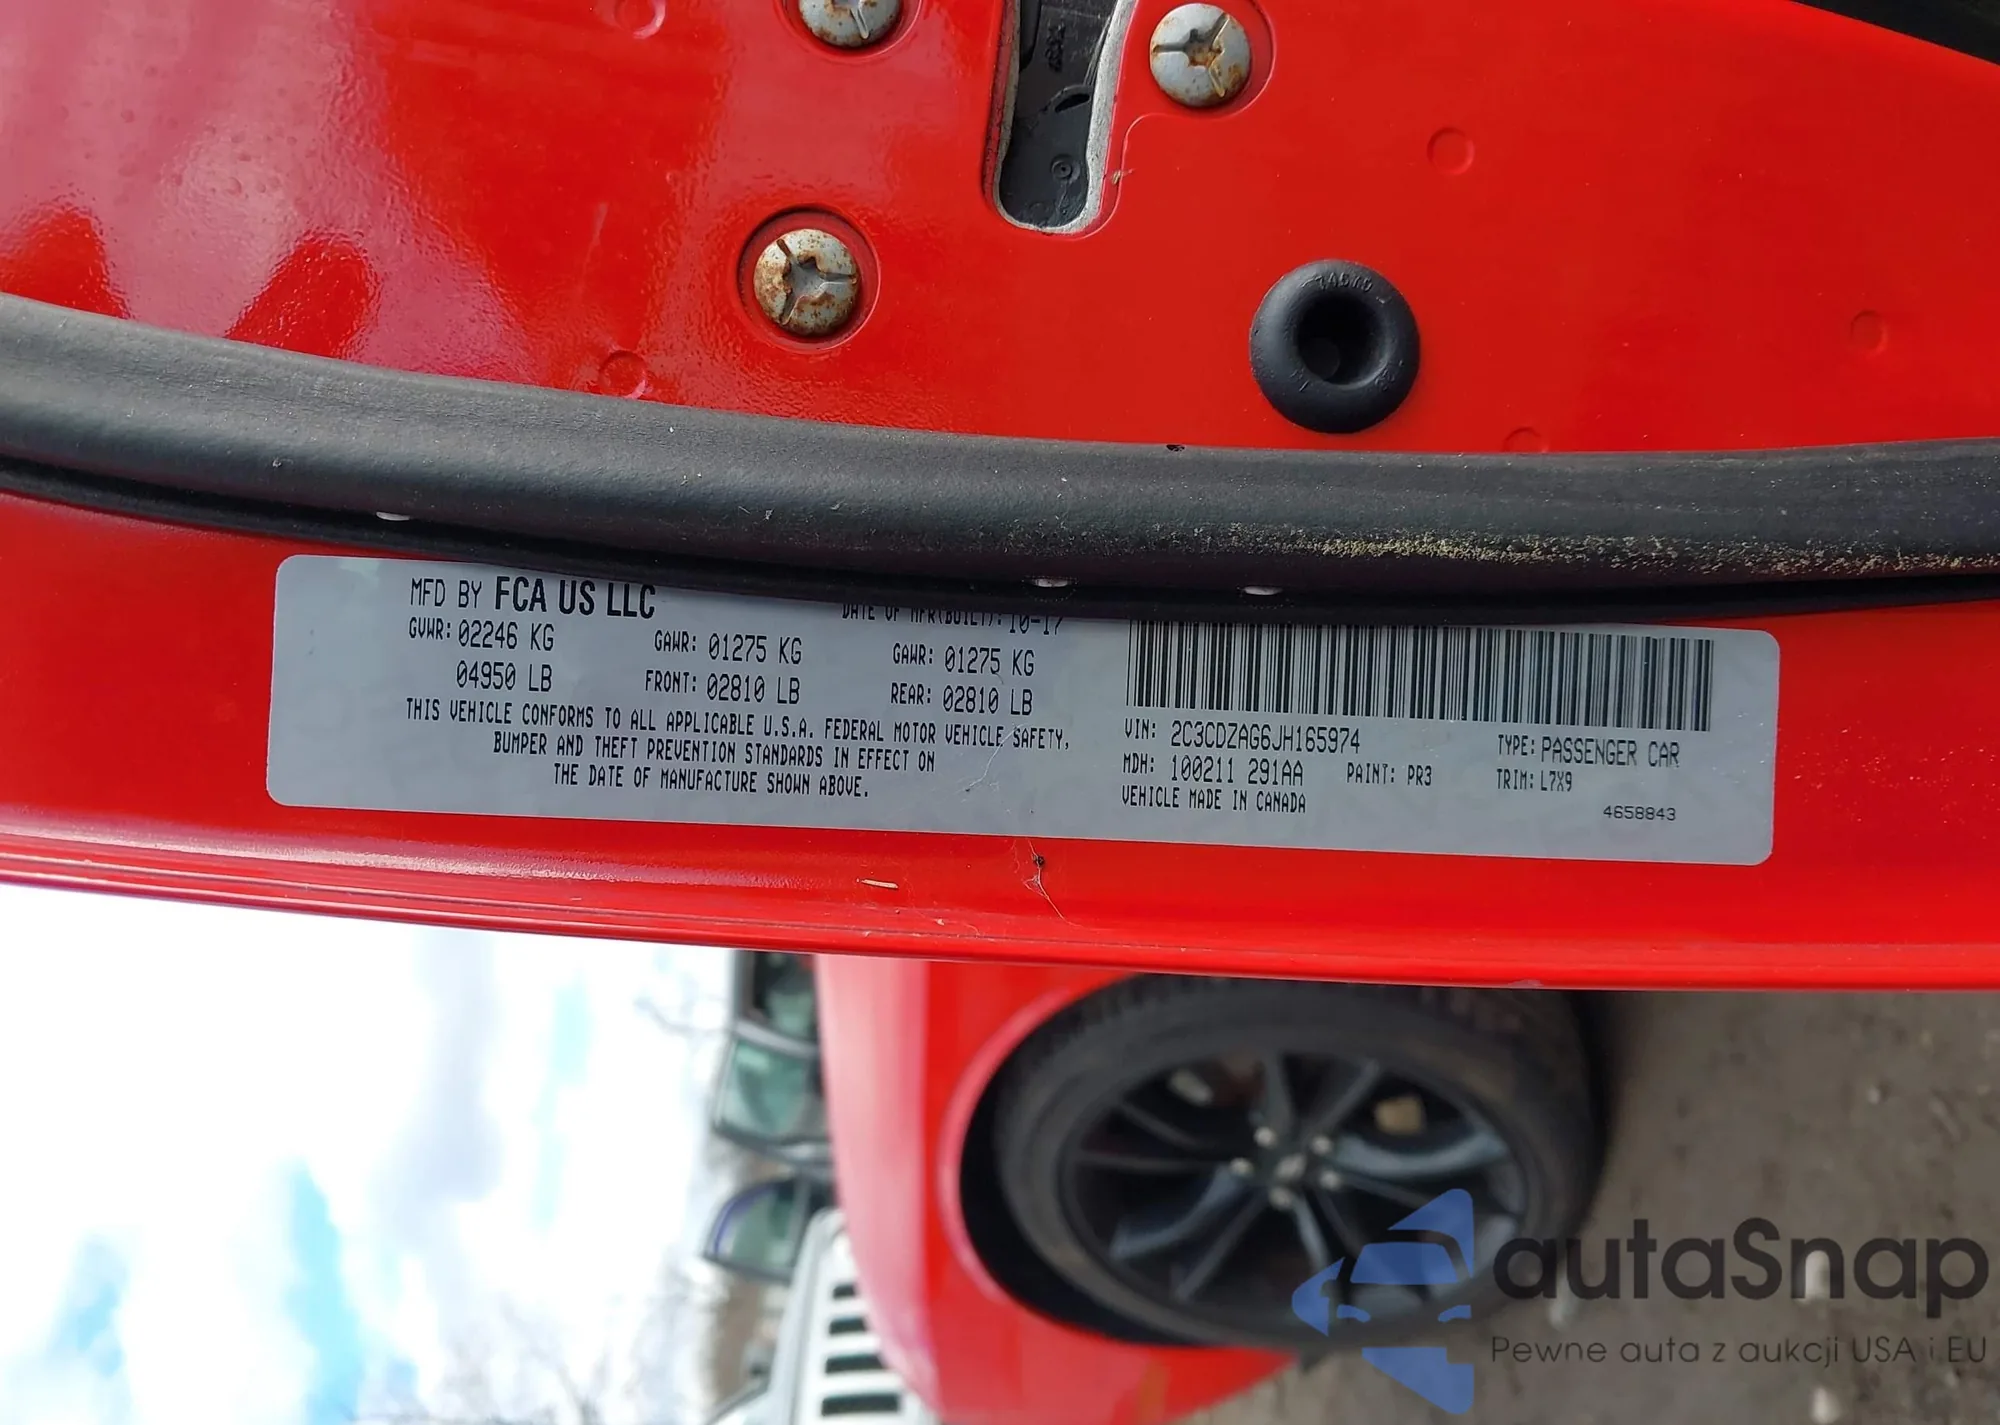 74579
MFD BY FCA US LLC
DATE OF MFR(BUILT): 10-17
GVWR: 02246 KG
04950 LB
GAWR: 01275 KG
FRONT: 02810 LB
GAWR: 01275 KG
REAR: 02810 LB
THIS VEHICLE CONFORMS TO ALL APPLICABLE U.S.A. FEDERAL MOTOR VEHICLE SAFETY,
BUMPER AND THEFT PREVENTION STANDARDS IN EFFECT ON
THE DATE OF MANUFACTURE SHOWN ABOVE.
VIN: 2C3CDZAG6JH165974
TYPE: PASSENGER CAR
MDH: 100211 291AA
PAINT: PR3
TRIM: L7X9
VEHICLE MADE IN CANADA
4658843
autaSnap
Pewne auta z aukcji USA i EU